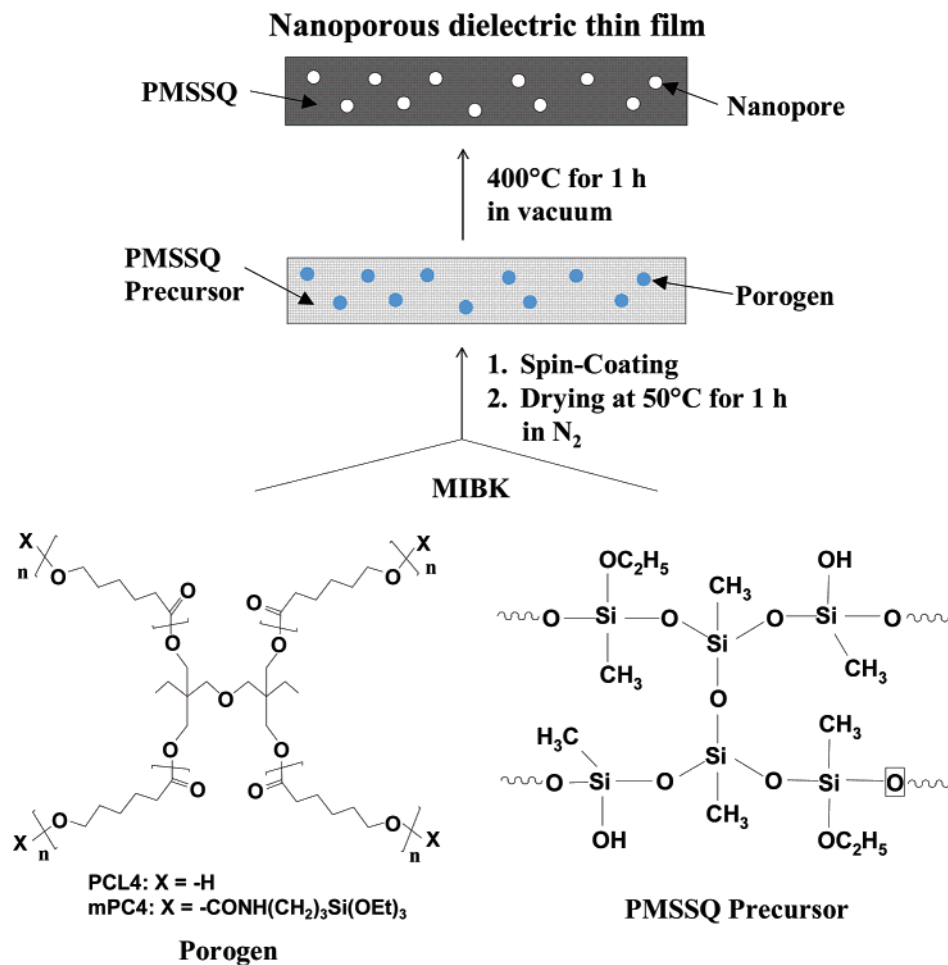 Nanoporous dielectric thin film
PMSSQ
Nanopore
400°C for 1 h
in vacuum
PMSSQ
Precursor
Porogen
1. Spin-Coating
2. Drying at 50°C for 1 h
in N₂
MIBK
X
n
O
O
O
X
n
O
O
O
O
O
O
O
X
n
O
O
O
X
n
PCL4: X = -H
mPC4: X = -CONH(CH₂)₃Si(OEt)₃
Porogen
OC₂H₅
CH₃
OH
O
Si
O
Si
O
Si
O
CH₃
CH₃
O
H₃C
Si
O
Si
O
Si
O
O
CH₃
CH₃
OH
OC₂H₅
PMSSQ Precursor